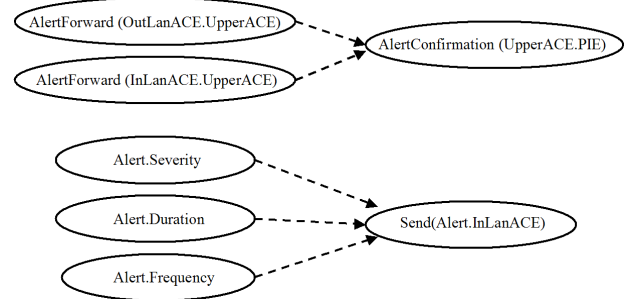 AlertForward (OutLanACE.UpperACE)
AlertConfirmation (UpperACE.PIE)
AlertForward (InLanACE.UpperACE)
Alert.Severity
Alert.Duration
Send(Alert.InLanACE)
Alert.Frequency